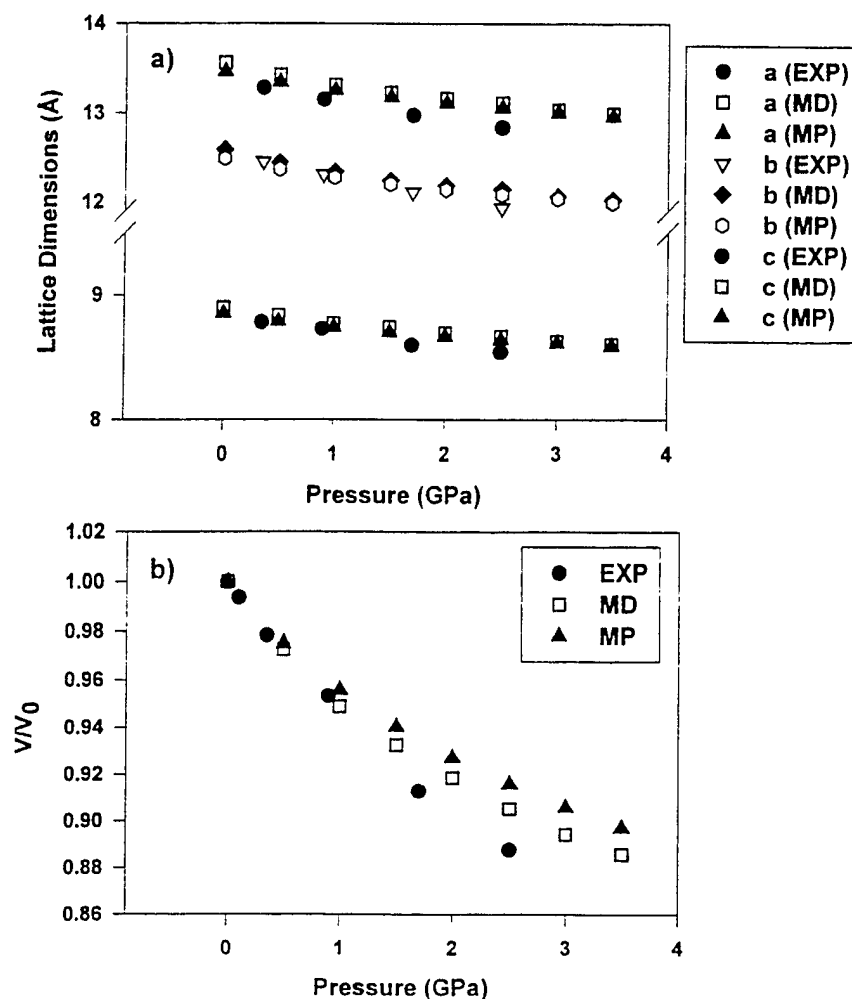 a)
14
13
12
9
8
Lattice Dimensions (Å)
0 1 2 3 4
Pressure (GPa)
a (EXP)
a (MD)
a (MP)
b (EXP)
b (MD)
b (MP)
c (EXP)
c (MD)
c (MP)
b)
1.02
1.00
0.98
0.96
0.94
0.92
0.90
0.88
0.86
V/V0
EXP
MD
MP
0 1 2 3 4
Pressure (GPa)